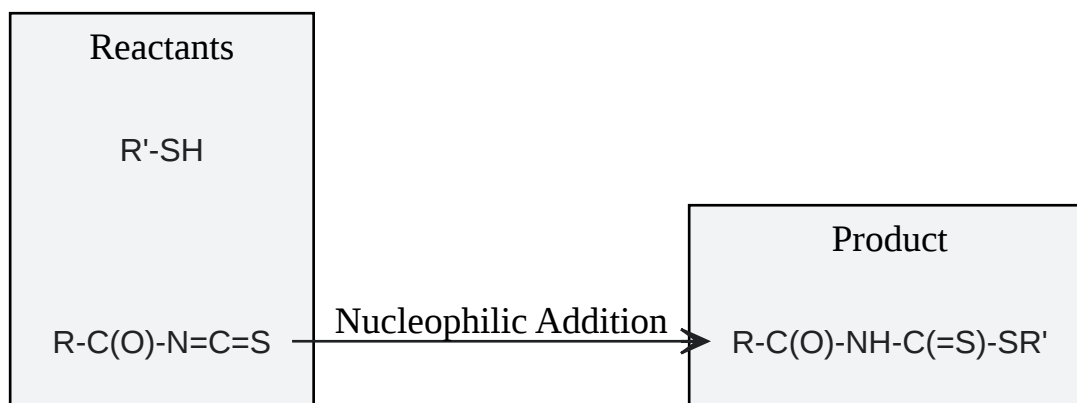 Reactants
R'-SH
Product
Nucleophilic Addition
R-C(O)-N=C=S
R-C(O)-NH-C(=S)-SR'